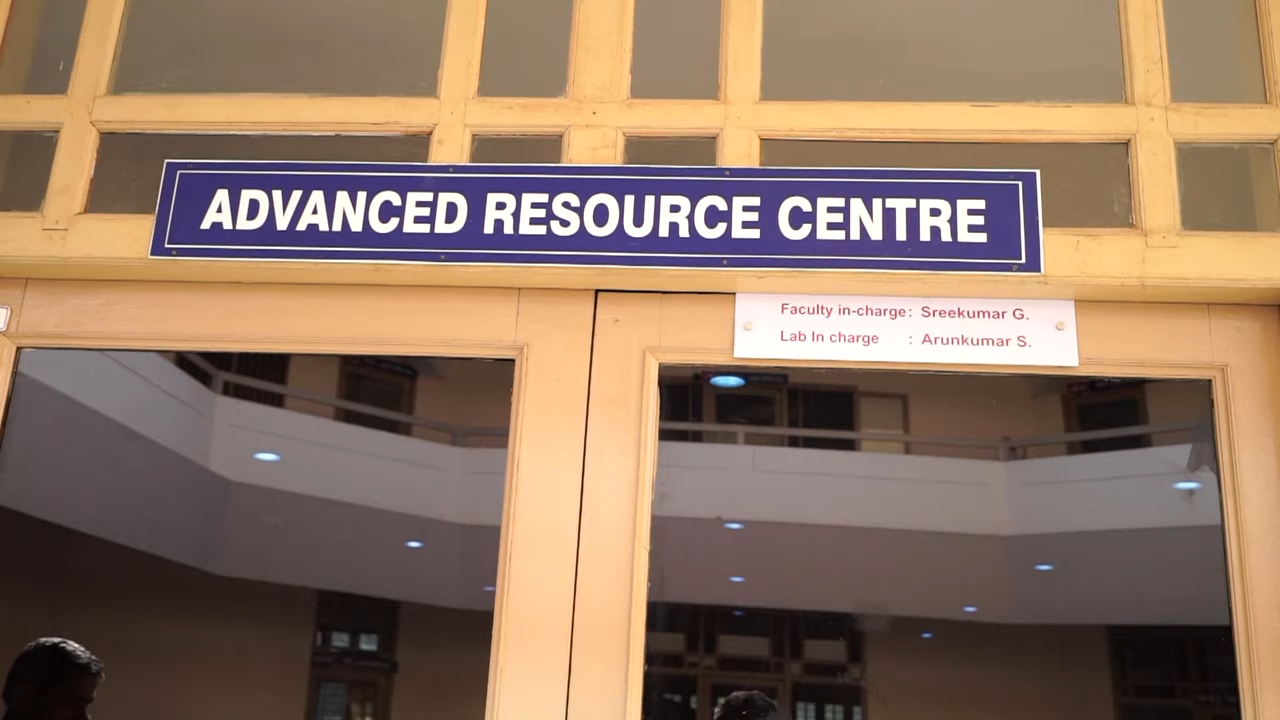 ADVANCED RESOURCE CENTRE
Faculty in-charge: Sreekumar G.
Lab In charge : Arunkumar S.